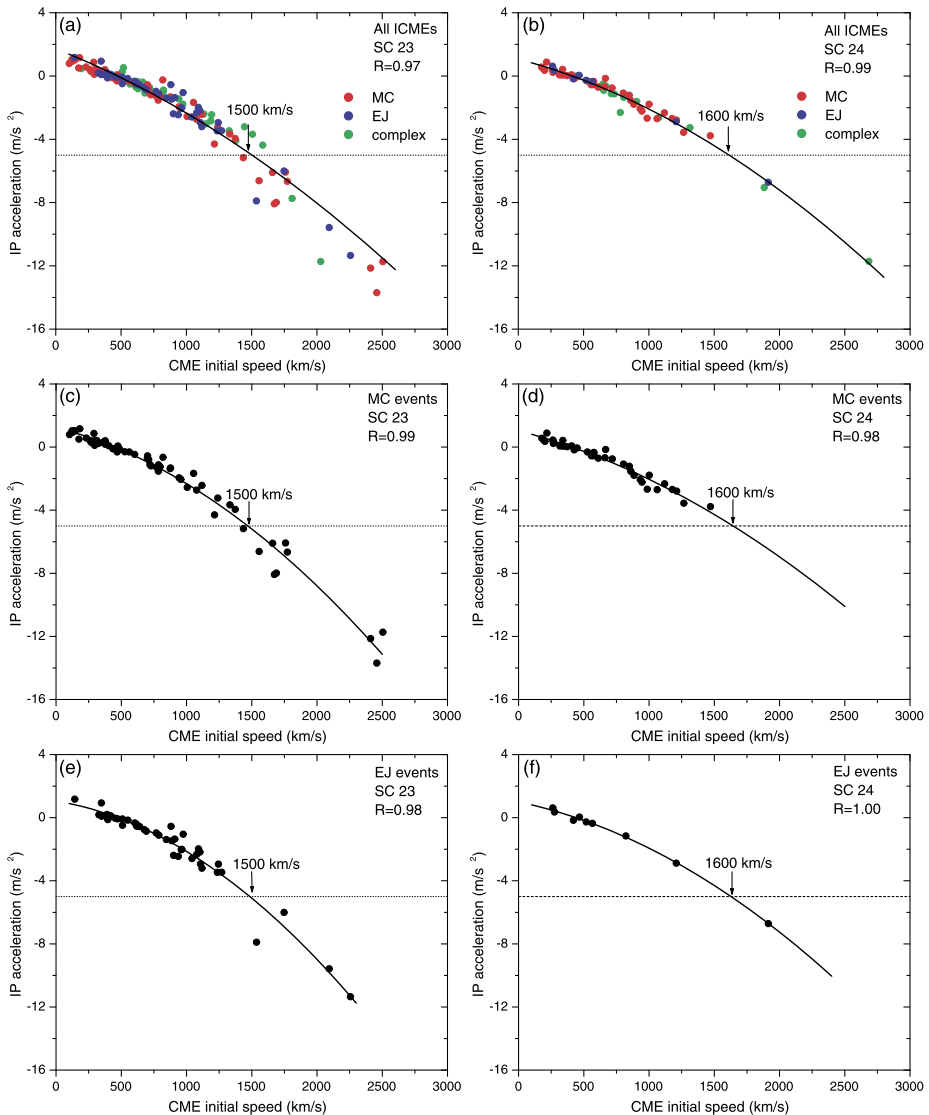 (a)
All ICMEs
SC 23
R=0.97
MC
EJ
complex
1500 km/s
IP acceleration (m/s²)
4
0
-4
-8
-12
-16
0 500 1000 1500 2000 2500 3000
CME initial speed (km/s)
(b)
All ICMEs
SC 24
R=0.99
MC
EJ
complex
1600 km/s
IP acceleration (m/s²)
4
0
-4
-8
-12
-16
0 500 1000 1500 2000 2500 3000
CME initial speed (km/s)
(c)
MC events
SC 23
R=0.99
1500 km/s
IP acceleration (m/s²)
4
0
-4
-8
-12
-16
0 500 1000 1500 2000 2500 3000
CME initial speed (km/s)
(d)
MC events
SC 24
R=0.98
1600 km/s
IP acceleration (m/s²)
4
0
-4
-8
-12
-16
0 500 1000 1500 2000 2500 3000
CME initial speed (km/s)
(e)
EJ events
SC 23
R=0.98
1500 km/s
IP acceleration (m/s²)
4
0
-4
-8
-12
-16
0 500 1000 1500 2000 2500 3000
CME initial speed (km/s)
(f)
EJ events
SC 24
R=1.00
1600 km/s
IP acceleration (m/s²)
4
0
-4
-8
-12
-16
0 500 1000 1500 2000 2500 3000
CME initial speed (km/s)